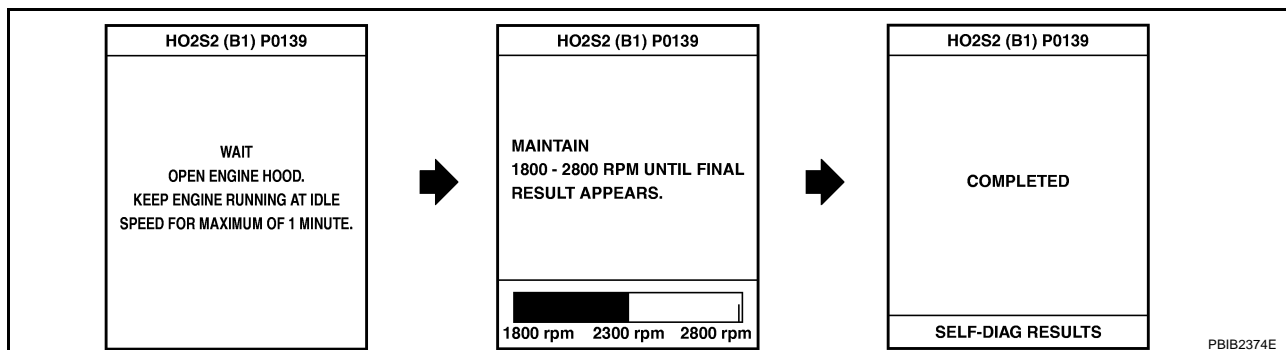 HO2S2 (B1) P0139
WAIT
OPEN ENGINE HOOD.
KEEP ENGINE RUNNING AT IDLE
SPEED FOR MAXIMUM OF 1 MINUTE.
HO2S2 (B1) P0139
MAINTAIN
1800 - 2800 RPM UNTIL FINAL
RESULT APPEARS.
1800 rpm 2300 rpm 2800 rpm
HO2S2 (B1) P0139
COMPLETED
SELF-DIAG RESULTS
PBIB2374E